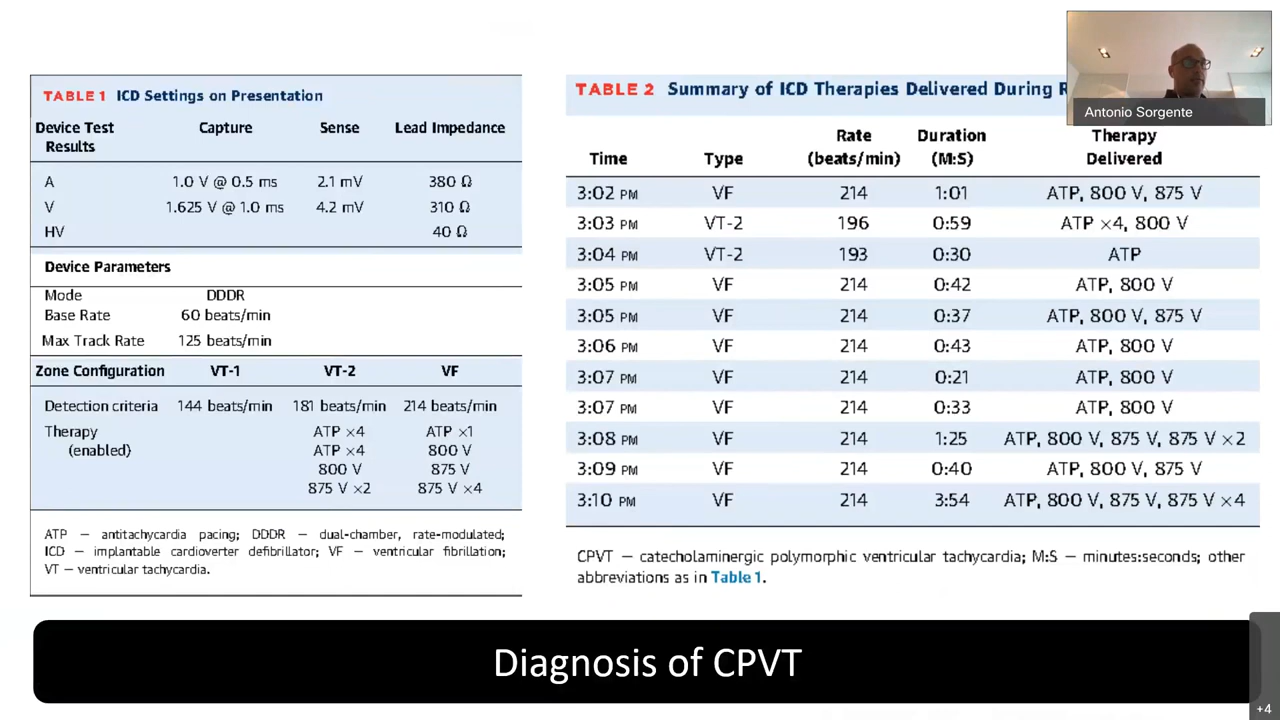 TABLE 1 ICD Settings on Presentation
Device Test Results Capture Sense Lead Impedance
A 1.0 V @ 0.5 ms 2.1 mV 380 Ω
V 1.625 V @ 1.0 ms 4.2 mV 310 Ω
HV 40 Ω
Device Parameters
Mode DDDR
Base Rate 60 beats/min
Max Track Rate 125 beats/min
Zone Configuration VT-1 VT-2 VF
Detection criteria 144 beats/min 181 beats/min 214 beats/min
Therapy ATP ×4 ATP ×1
(enabled) ATP ×4 800 V
800 V 875 V
875 V ×2 875 V ×4
ATP — antitachycardia pacing; DDDR — dual-chamber, rate-modulated;
ICD — implantable cardioverter defibrillator; VF — ventricular fibrillation;
VT — ventricular tachycardia.
TABLE 2 Summary of ICD Therapies Delivered During R
Antonio Sorgente
Time Type Rate (beats/min) Duration (M:S) Therapy Delivered
3:02 PM VF 214 1:01 ATP, 800 V, 875 V
3:03 PM VT-2 196 0:59 ATP ×4, 800 V
3:04 PM VT-2 193 0:30 ATP
3:05 PM VF 214 0:42 ATP, 800 V
3:05 PM VF 214 0:37 ATP, 800 V, 875 V
3:06 PM VF 214 0:43 ATP, 800 V
3:07 PM VF 214 0:21 ATP, 800 V
3:07 PM VF 214 0:33 ATP, 800 V
3:08 PM VF 214 1:25 ATP, 800 V, 875 V, 875 V ×2
3:09 PM VF 214 0:40 ATP, 800 V, 875 V
3:10 PM VF 214 3:54 ATP, 800 V, 875 V, 875 V ×4
CPVT — catecholaminergic polymorphic ventricular tachycardia; M:S — minutes:seconds; other
abbreviations as in Table 1.
Diagnosis of CPVT
+4